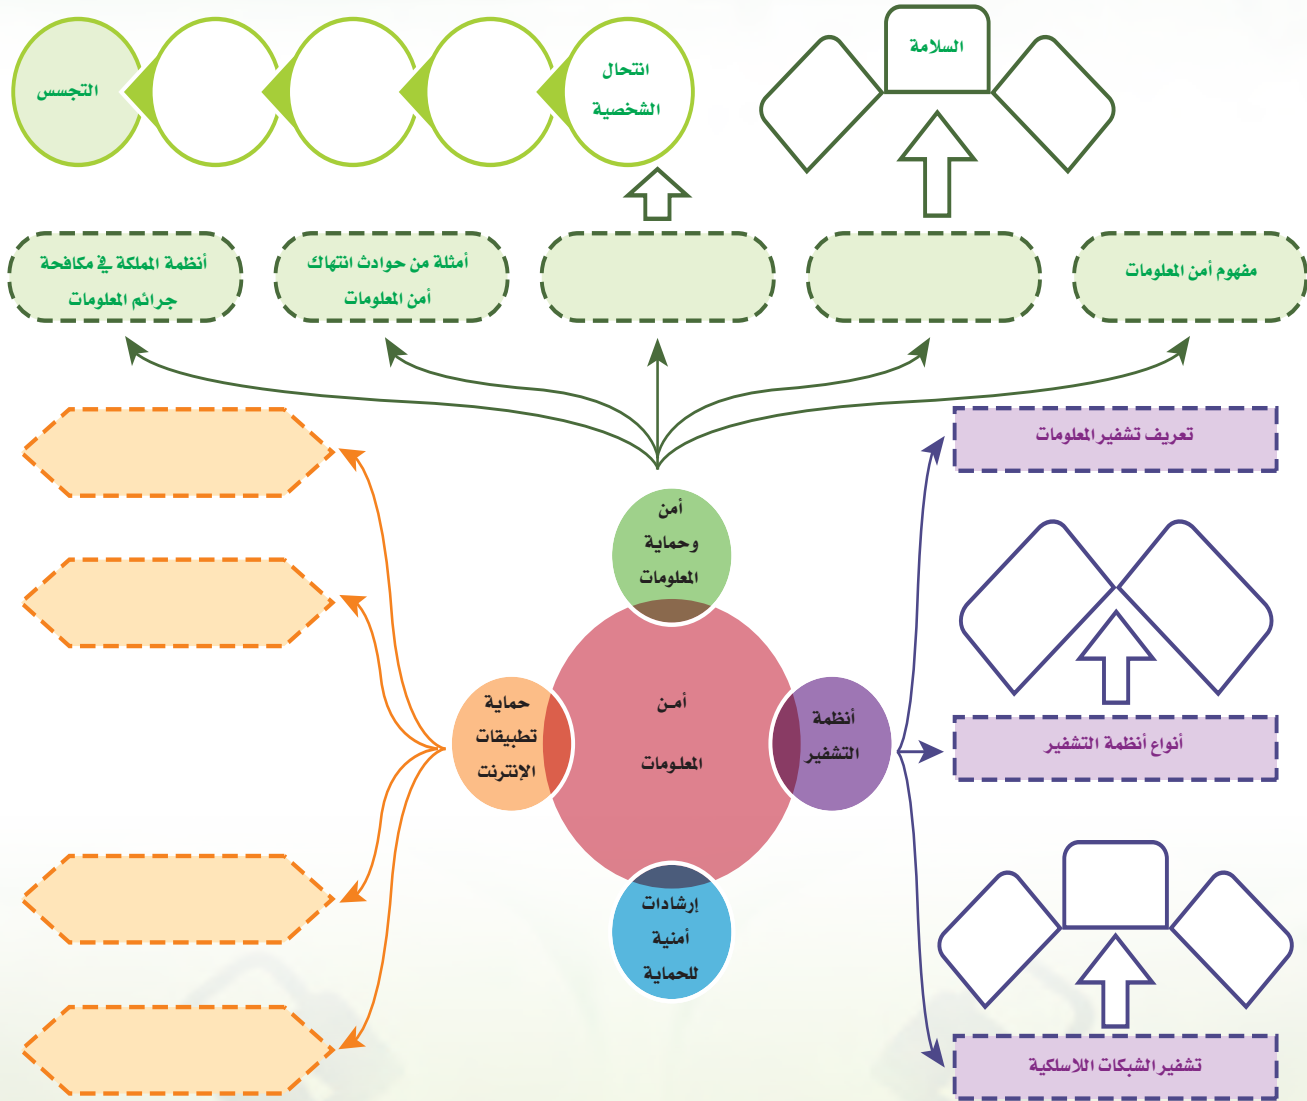 السلامة
انتحال
الشخصية
التجسس
مفهوم أمن المعلومات
أمثلة من حوادث انتهاك
أمن المعلومات
أنظمة المملكة في مكافحة
جرائم المعلومات
تعريف تشفير المعلومات
أمن
وحماية
المعلومات
أنظمة
التشفير
أمـن
المعلـومات
حماية
تطبيقات
الإنترنت
أنواع أنظمة التشفير
إرشادات
أمنية
للحماية
تشفير الشبكات اللاسلكية